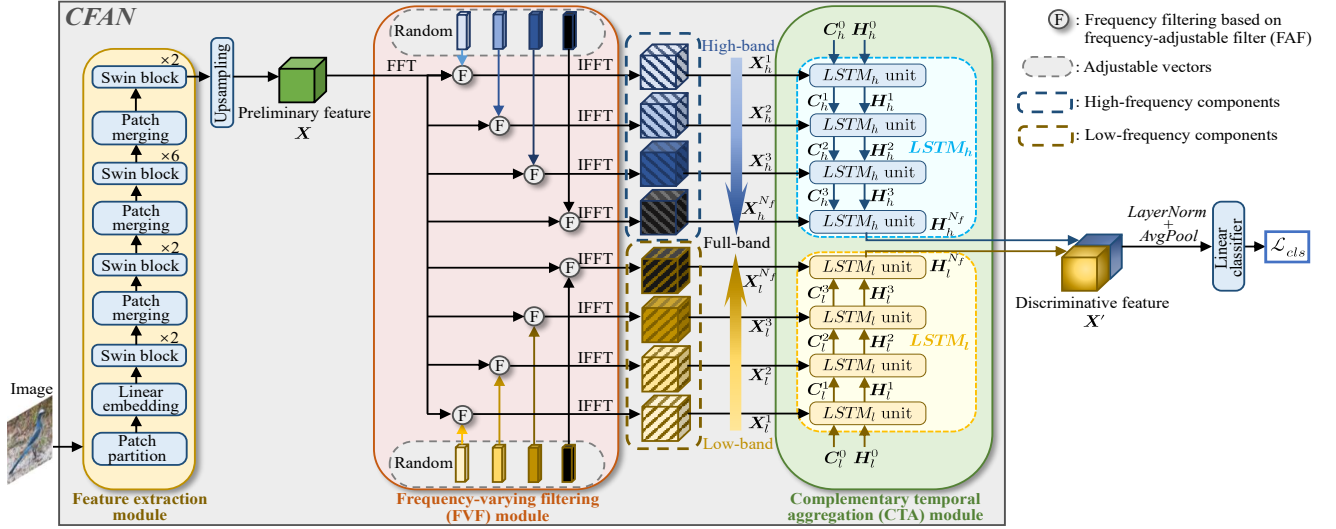 CFAN
Image
Patch
partition
Linear
embedding
Swin block
×2
Patch
merging
Swin block
×2
Patch
merging
Swin block
×6
Patch
merging
Swin block
×2
Feature extraction
module
Upsampling
Preliminary feature
X
FFT
Random
F
IFFT
F
IFFT
F
IFFT
F
IFFT
F
IFFT
F
IFFT
F
IFFT
F
IFFT
Random
Frequency-varying filtering
(FVF) module
High-band
Full-band
Low-band
X_h^1
X_h^2
X_h^3
X_h^{N_f}
X_l^{N_f}
X_l^3
X_l^2
X_l^1
C_h^0 H_h^0
LSTM_h unit
C_h^1 H_h^1
LSTM_h unit
C_h^2 H_h^2
LSTM_h
LSTM_h unit
C_h^3 H_h^3
LSTM_h unit
H_h^{N_f}
LSTM_l unit
H_l^{N_f}
C_l^3 H_l^3
LSTM_l unit
C_l^2 H_l^2
LSTM_l
LSTM_l unit
C_l^1 H_l^1
LSTM_l unit
C_l^0 H_l^0
Complementary temporal
aggregation (CTA) module
F : Frequency filtering based on
frequency-adjustable filter (FAF)
: Adjustable vectors
: High-frequency components
: Low-frequency components
Discriminative feature
X′
LayerNorm
+
AvgPool
Linear
classifier
ℒ_cls